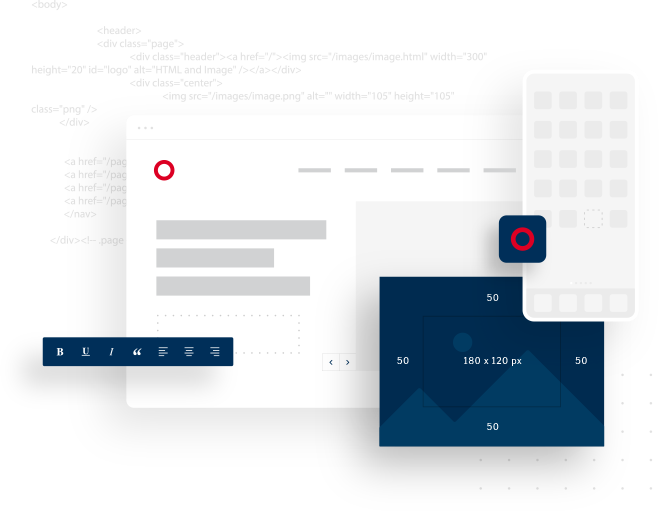 <body>
<header>
<div class="page">
<div class="header"><a href="/"><img src="/images/image.html" width="300"
height="20" id="logo" alt="HTML and Image" /></a></div>
<div class="center">
<img src="/images/image.png" alt="" width="105" height="105"
class="png" />
</div>
<a href="/pag
<a href="/pag
<a href="/pag
<a href="/pag
</nav>
</div><!-- .page
B U I “
50
50 180 x 120 px 50
50